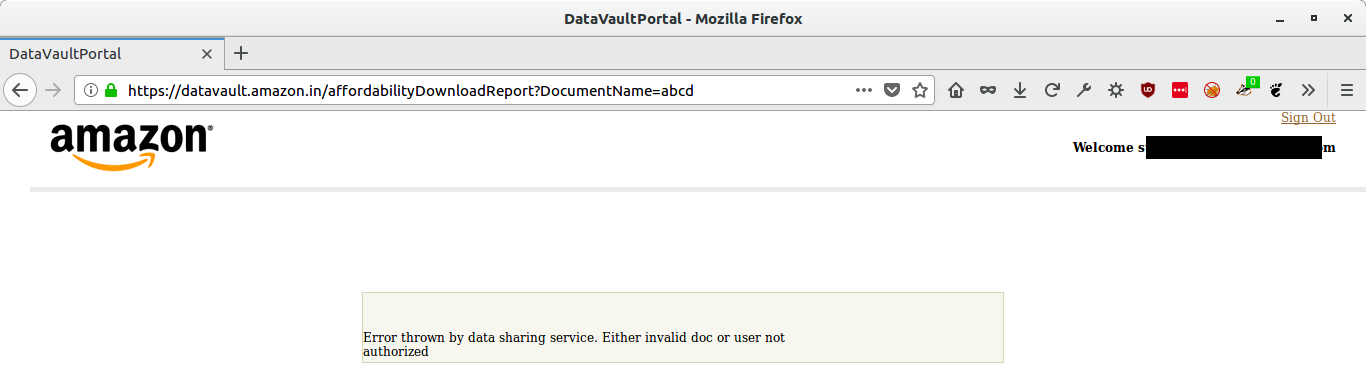 DataVaultPortal - Mozilla Firefox
DataVaultPortal
https://datavault.amazon.in/affordabilityDownloadReport?DocumentName=abcd
0
amazon®
Sign Out
Welcome s m
Error thrown by data sharing service. Either invalid doc or user not
authorized